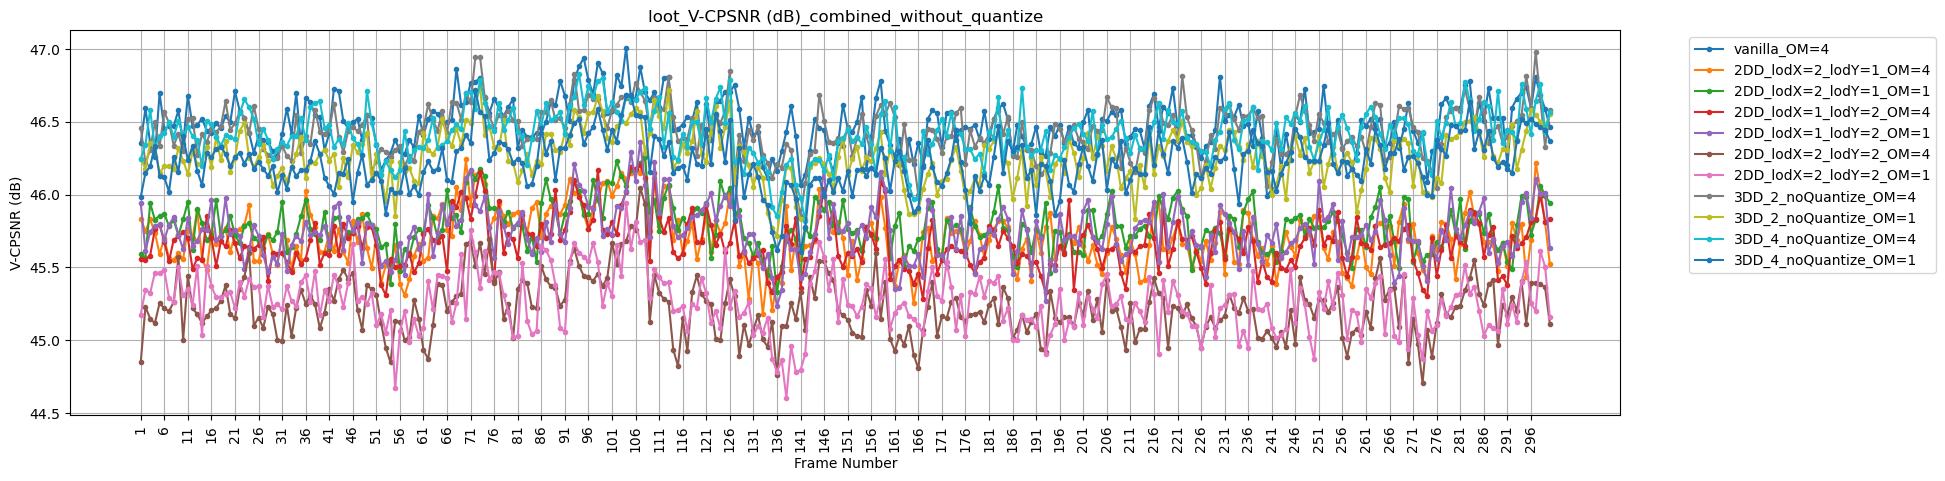 loot_V-CPSNR (dB)_combined_without_quantize
V-CPSNR (dB)
47.0
46.5
46.0
45.5
45.0
44.5
1 6 11 16 21 26 31 36 41 46 51 56 61 66 71 76 81 86 91 96 101 106 111 116 121 126 131 136 141 146 151 156 161 166 171 176 181 186 191 196 201 206 211 216 221 226 231 236 241 246 251 256 261 266 271 276 281 286 291 296
Frame Number
vanilla_OM=4
2DD_lodX=2_lodY=1_OM=4
2DD_lodX=2_lodY=1_OM=1
2DD_lodX=1_lodY=2_OM=4
2DD_lodX=1_lodY=2_OM=1
2DD_lodX=2_lodY=2_OM=4
2DD_lodX=2_lodY=2_OM=1
3DD_2_noQuantize_OM=4
3DD_2_noQuantize_OM=1
3DD_4_noQuantize_OM=4
3DD_4_noQuantize_OM=1